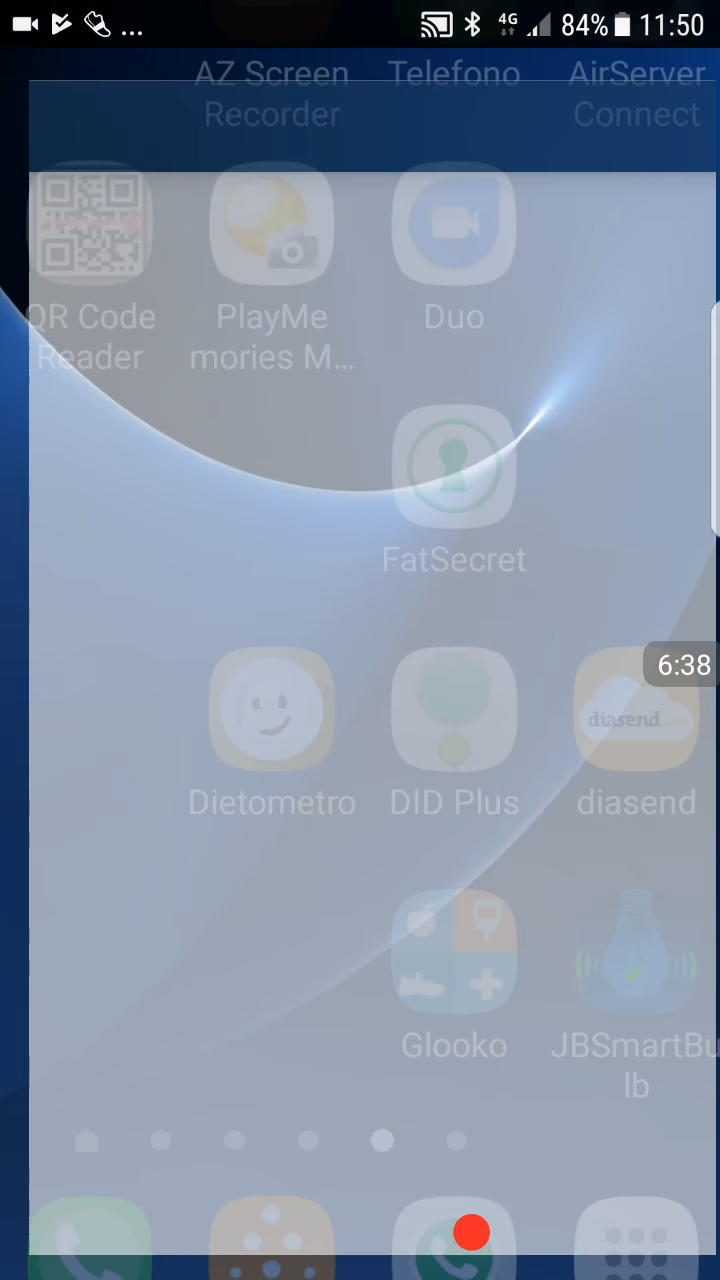 ... 4G 84% 11:50
AZ Screen Recorder
Telefono
AirServer Connect
QR Code Reader
PlayMe
mories M...
Duo
FatSecret
6:38
diasend
Dietometro
DID Plus
diasend
Glooko
JBSmartBu
lb